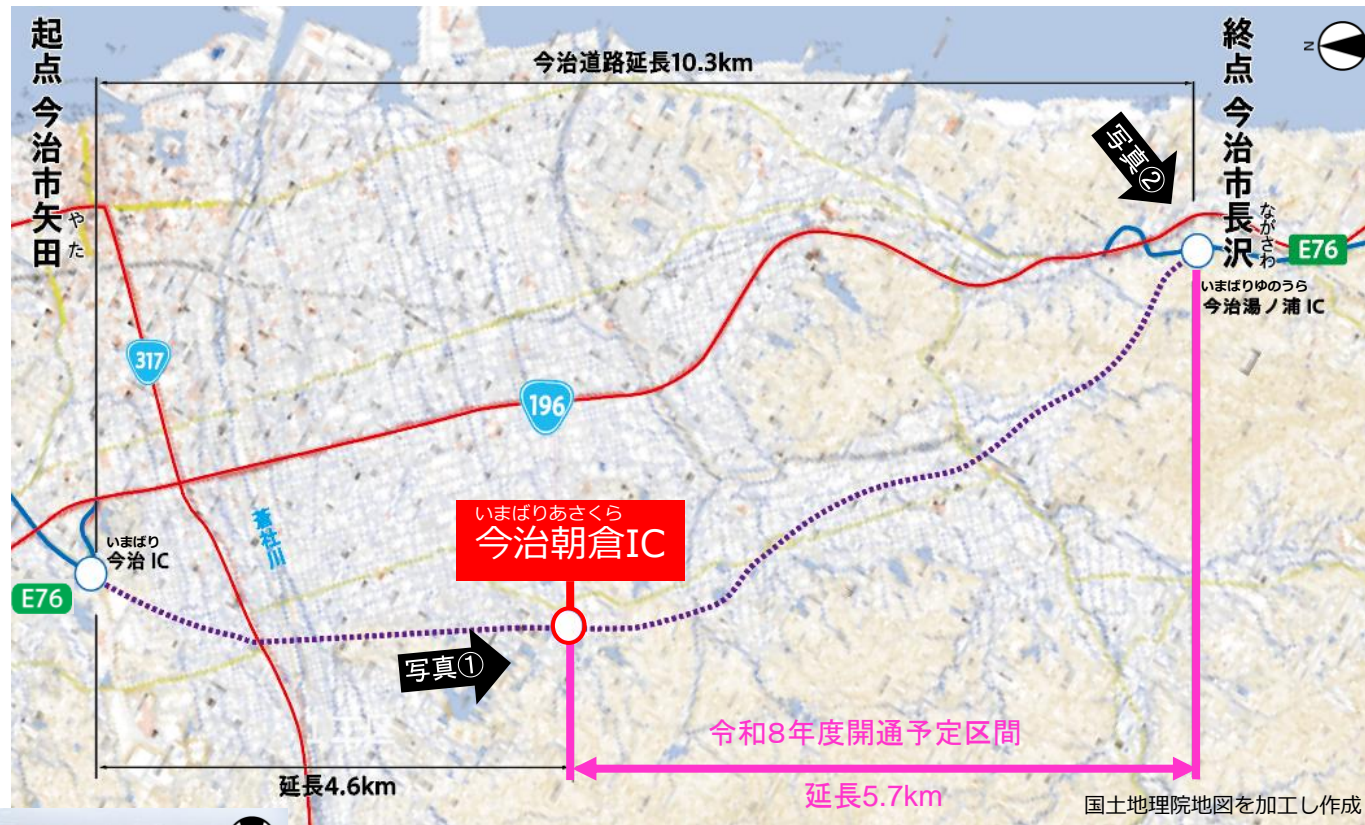 起点 今治市矢田
やた
今治道路延長10.3km
終点 今治市長沢
ながさわ
N
写真②
E76
いまばりゆのうら
今治湯ノ浦 IC
317
196
蒼社川
いまばりあさくら
今治朝倉IC
いまばり
今治 IC
E76
写真①
令和8年度開通予定区間
延長4.6km
延長5.7km
国土地理院地図を加工し作成